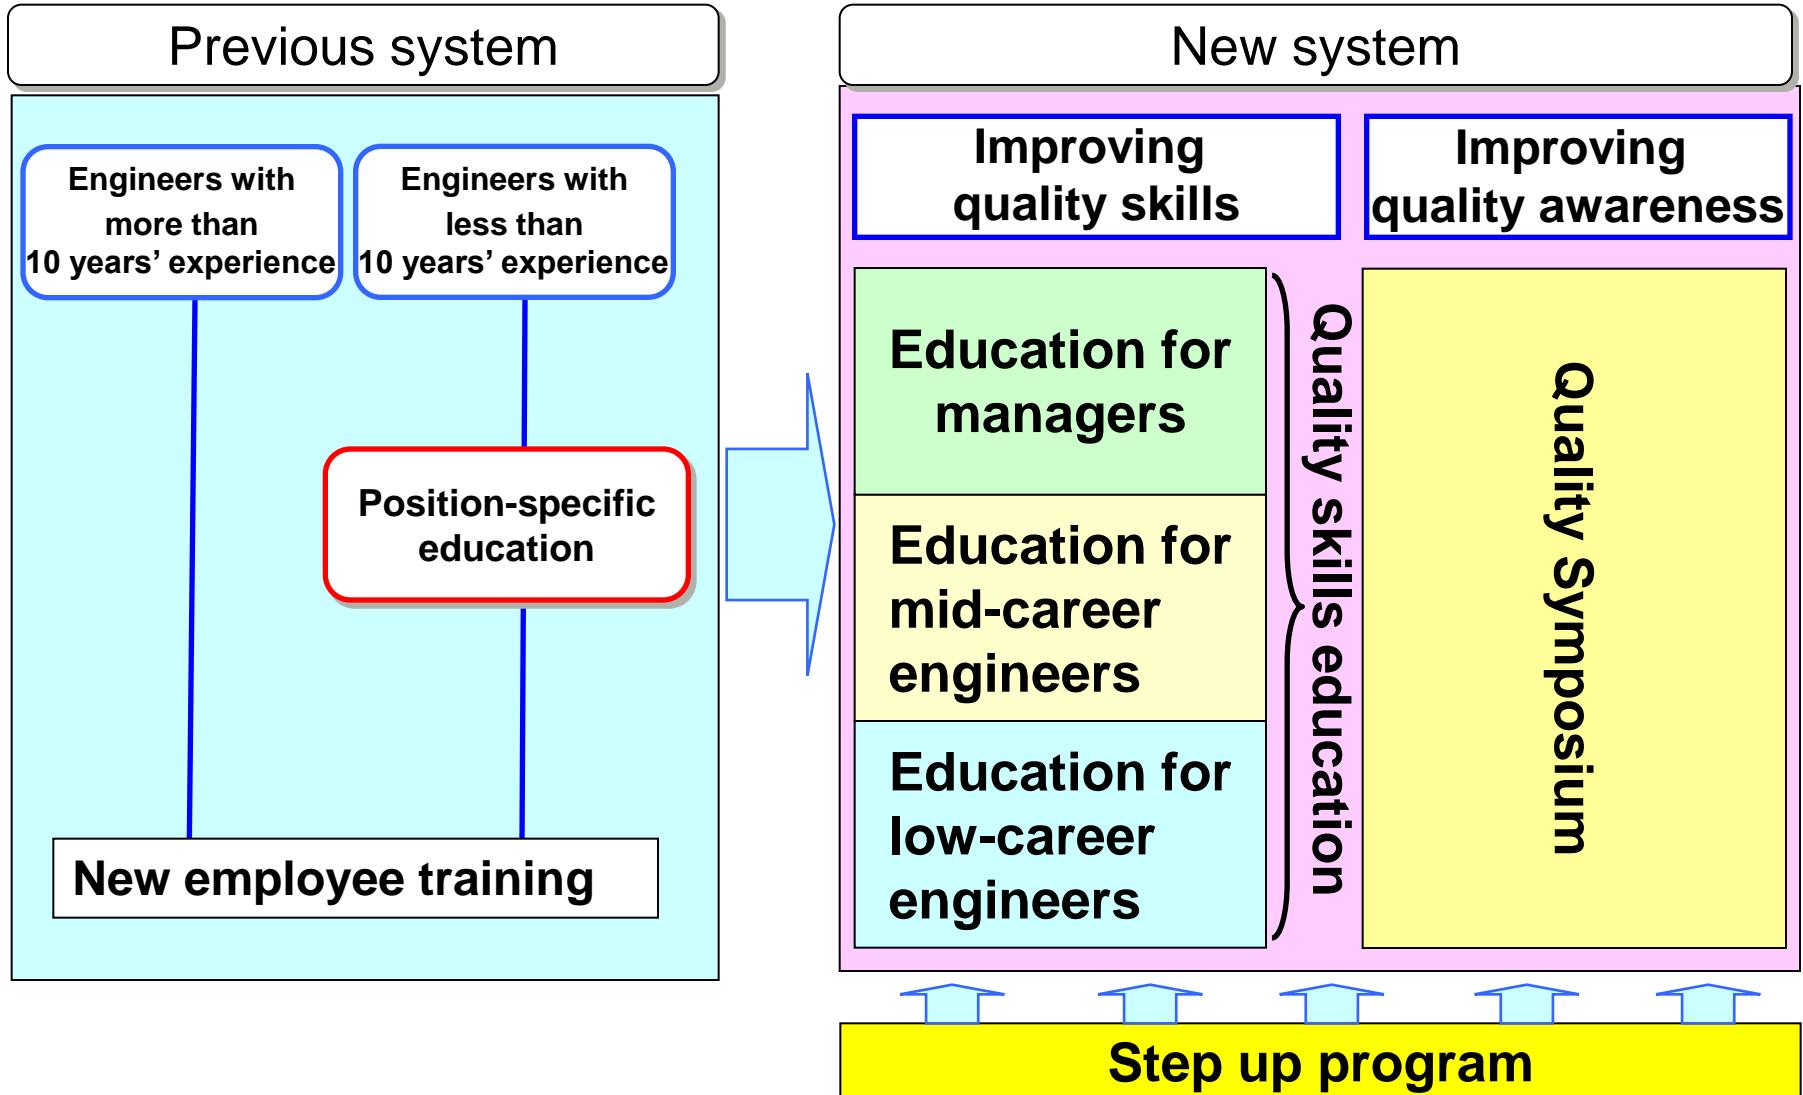 Previous system
Engineers with
more than
10 years’ experience
Engineers with
less than
10 years’ experience
Position-specific
education
New employee training
New system
Improving
quality skills
Improving
quality awareness
Education for
managers
Education for
mid-career
engineers
Education for
low-career
engineers
Quality skills education
Quality Symposium
Step up program